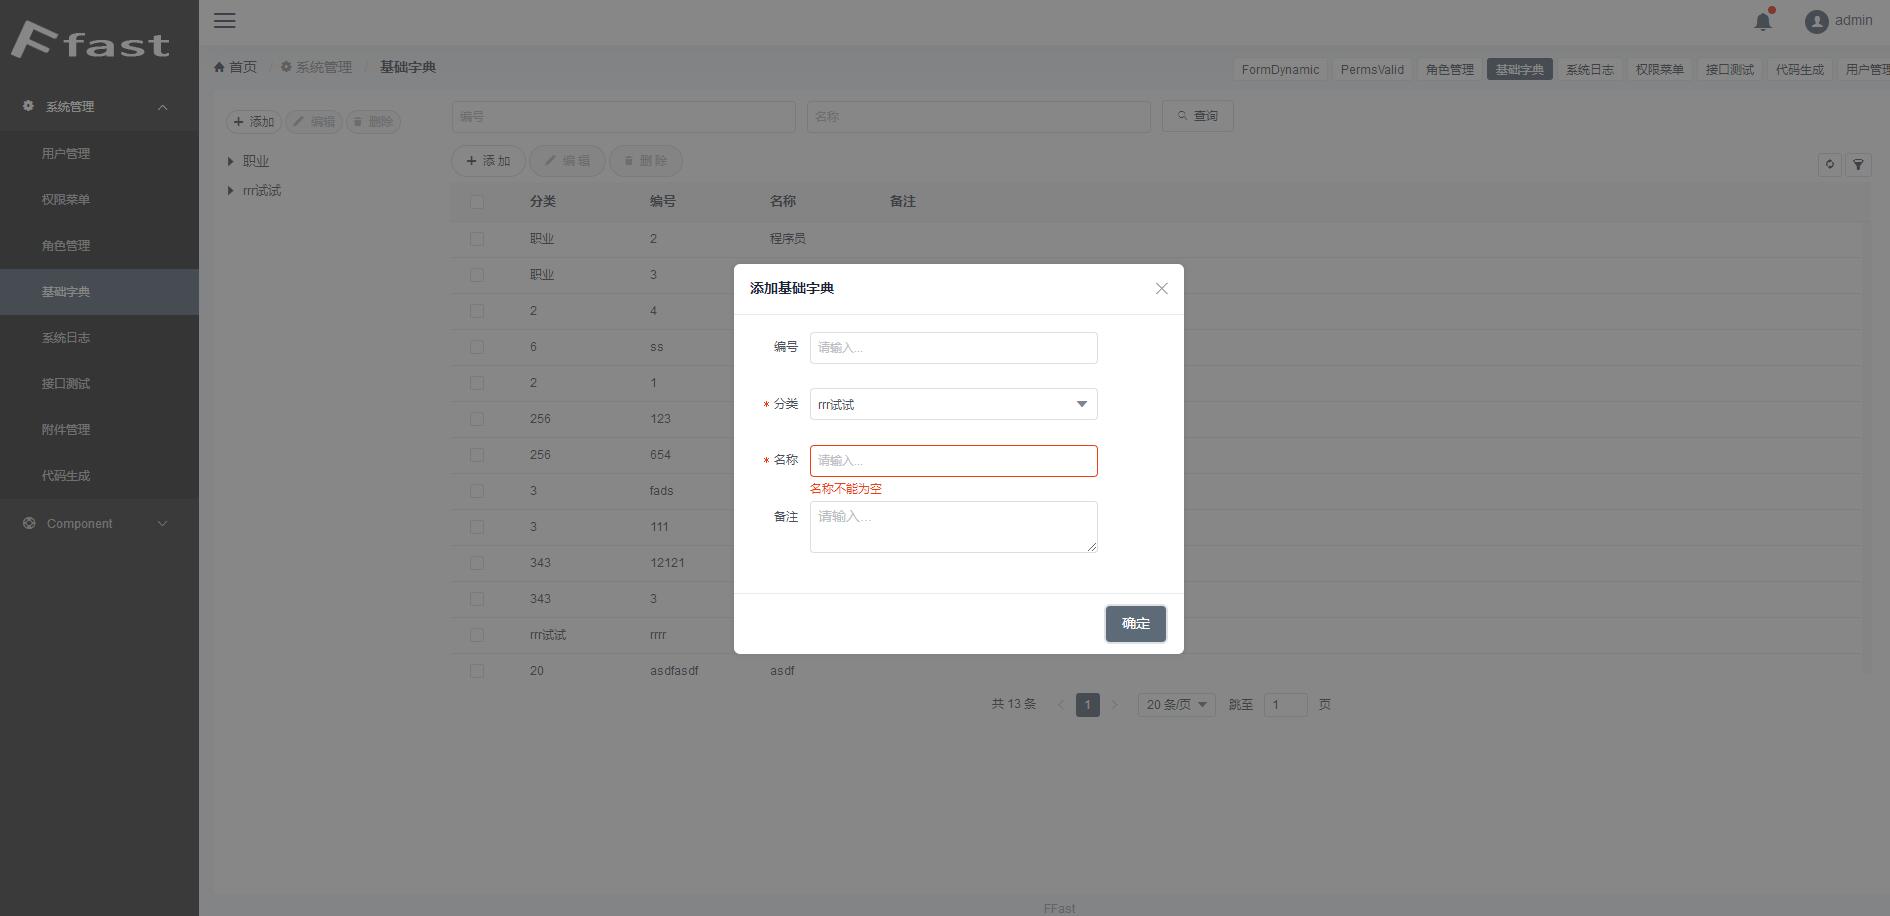 Ffast
admin
首页 / 系统管理 / 基础字典
FormDynamic PermsValid 角色管理 基础字典 系统日志 权限菜单 接口测试 代码生成 用户管理
系统管理
用户管理
权限菜单
角色管理
基础字典
系统日志
接口测试
附件管理
代码生成
Component
添加 编辑 删除
职业
rrr试试
编号 名称 查询
添加 编辑 删除
分类 编号 名称 备注
职业 2 程序员
职业 3
2 4
6 ss
2 1
256 123
256 654
3 fads
3 111
343 12121
343 3
rrr试试 rrrr
20 asdfasdf asdf
共 13 条 1 20 条/页 跳至 1 页
添加基础字典
编号 请输入...
* 分类 rrr试试
* 名称 请输入...
名称不能为空
备注 请输入...
确定
FFast